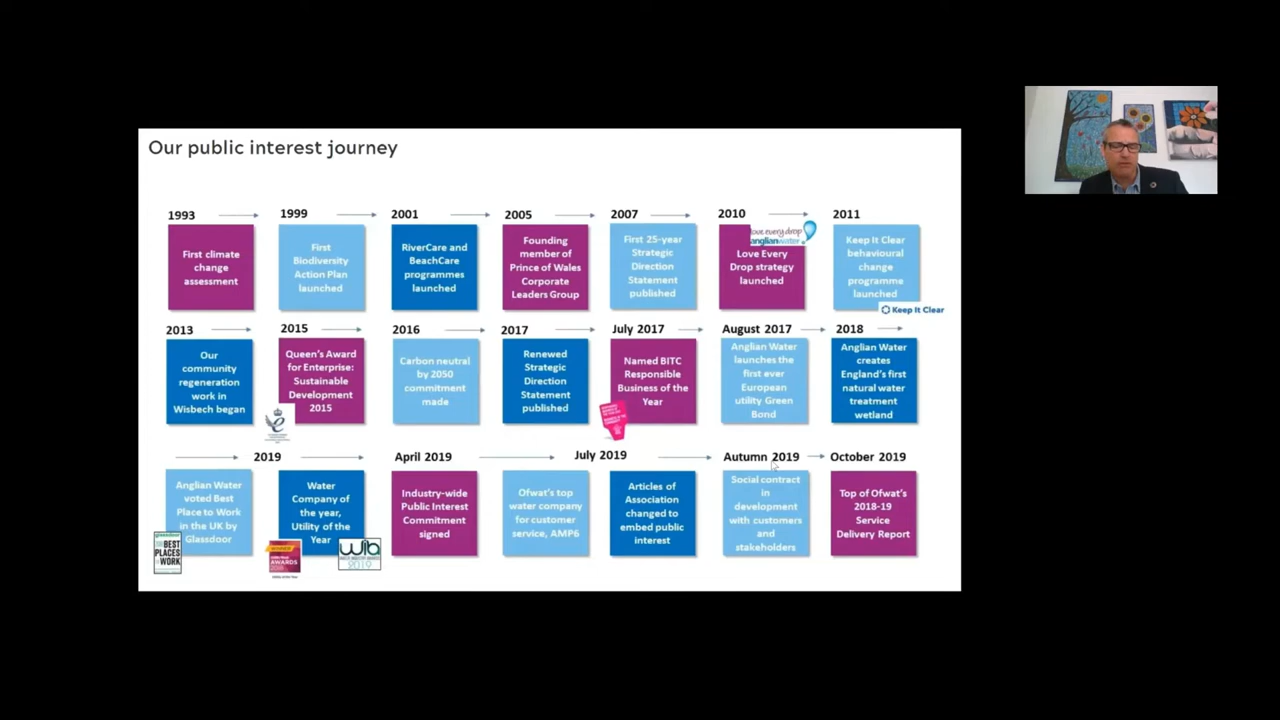 Our public interest journey
1993
1999
2001
2005
2007
2010
2011
First climate
change
assessment
First
Biodiversity
Action Plan
launched
RiverCare and
BeachCare
programmes
launched
Founding
member of
Prince of Wales
Corporate
Leaders Group
First 25-year
Strategic
Direction
Statement
published
love every drop
anglianwater
Love Every
Drop strategy
launched
Keep It Clear
behavioural
change
programme
launched
Keep It Clear
2013
2015
2016
2017
July 2017
August 2017
2018
Our
community
regeneration
work in
Wisbech began
Queen's Award
for Enterprise:
Sustainable
Development
2015
Carbon neutral
by 2050
commitment
made
Renewed
Strategic
Direction
Statement
published
Named BITC
Responsible
Business of the
Year
Anglian Water
launches the
first ever
European
utility Green
Bond
Anglian Water
creates
England's first
natural water
treatment
wetland
2019
April 2019
July 2019
Autumn 2019
October 2019
Anglian Water
voted Best
Place to Work
in the UK by
Glassdoor
glassdoor
BEST
PLACES
TO WORK
Water
Company of
the year,
Utility of the
Year
WINNER
AWARDS
2019
wia
2019
Industry-wide
Public Interest
Commitment
signed
Ofwat's top
water company
for customer
service, AMP6
Articles of
Association
changed to
embed public
interest
Social contract
in
development
with customers
and
stakeholders
Top of Ofwat's
2018-19
Service
Delivery Report